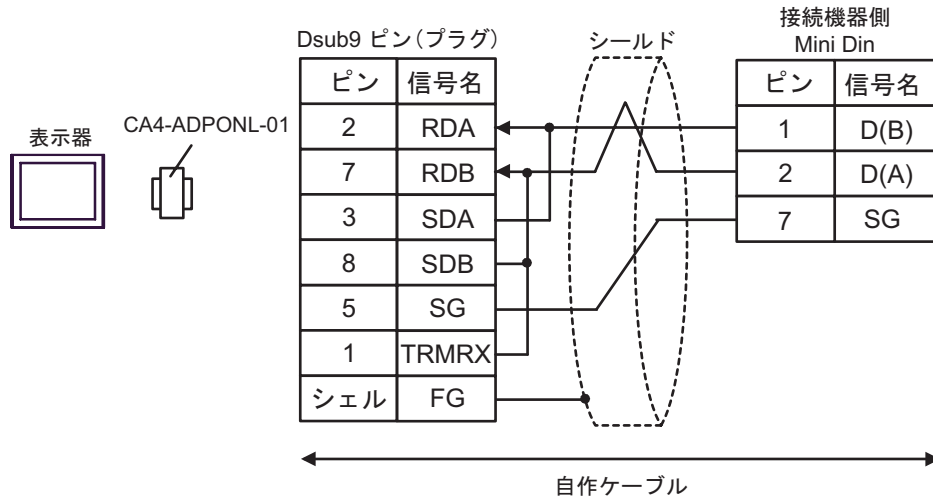 接続機器側
Dsub9 ピン（プラグ）
シールド
Mini Din
ピン 信号名
ピン 信号名
表示器
CA4-ADPONL-01
2 RDA
1 D(B)
7 RDB
2 D(A)
3 SDA
7 SG
8 SDB
5 SG
1 TRMRX
シェル FG
自作ケーブル